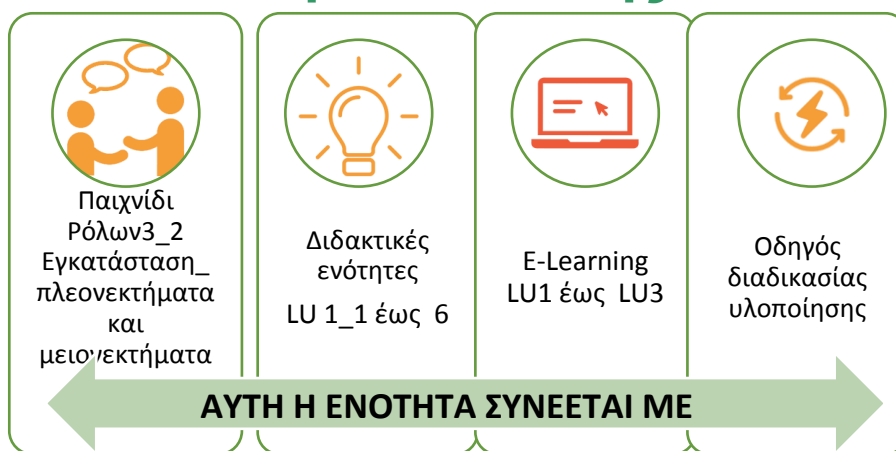 Παιχνίδι
Ρόλων3_2
Εγκατάσταση_
πλεονεκτήματα
και
μειονεκτήματα
Διδακτικές
ενότητες
LU 1_1 έως 6
E-Learning
LU1 έως LU3
Οδηγός
διαδικασίας
υλοποίησης
ΑΥΤΗ Η ΕΝΟΤΗΤΑ ΣΥΝΕΕΤΑΙ ΜΕ